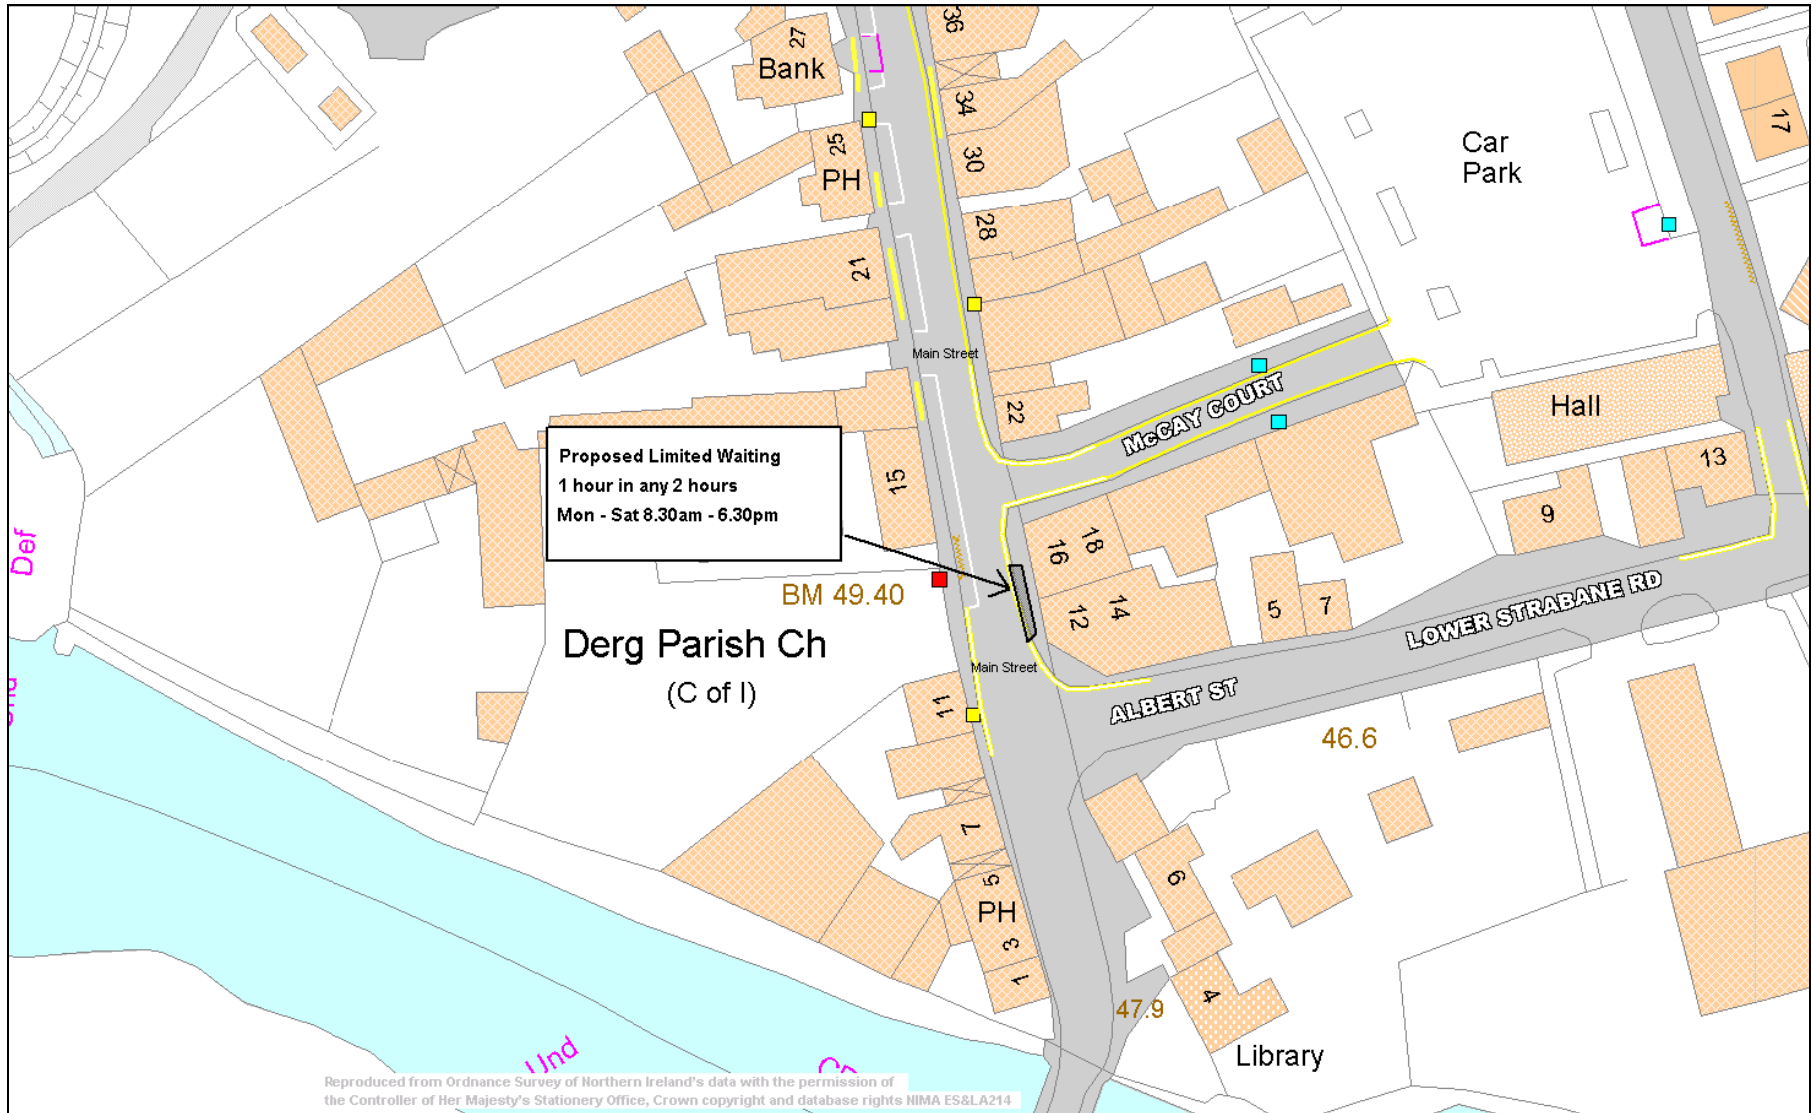 36
27
Bank
34
25
PH
30
Car
Park
17
28
21
Main Street
McCAY COURT
22
Hall
Proposed Limited Waiting
1 hour in any 2 hours
Mon - Sat 8.30am - 6.30pm
15
13
9
18
16
Def
BM 49.40
14
12
5
7
LOWER STRABANE RD
Derg Parish Ch
(C of I)
Main Street
ALBERT ST
11
46.6
7
6
5
PH
3
1
4
47.9
Library
Und
Reproduced from Ordnance Survey of Northern Ireland's data with the permission of
the Controller of Her Majesty's Stationery Office, Crown copyright and database rights NIMA ES&LA214